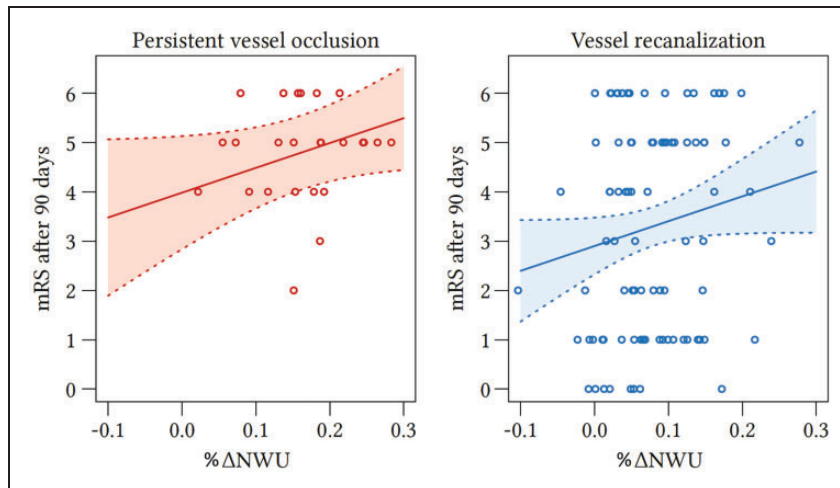 Persistent vessel occlusion
mRS after 90 days
6
5
4
3
2
1
0
-0.1 0.0 0.1 0.2 0.3
% ΔNWU
Vessel recanalization
mRS after 90 days
6
5
4
3
2
1
0
-0.1 0.0 0.1 0.2 0.3
% ΔNWU